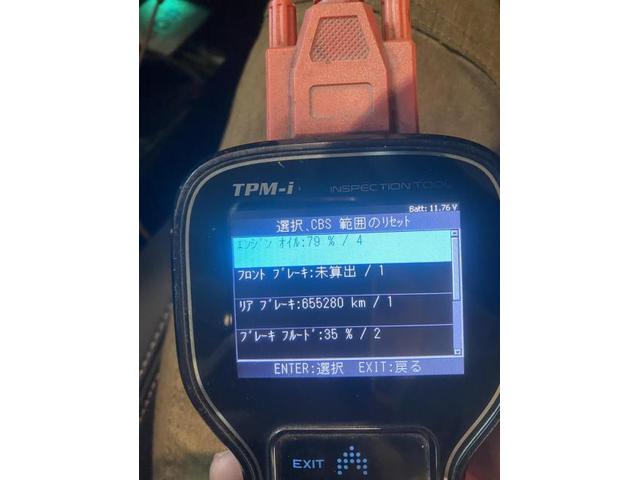 TPM-i INSPECTION TOOL
Batt: 11.76 V
選択.CBS 範囲のリセット
エンジン オイル:79 % / 4
フロント ブレーキ:未算出 / 1
リア ブレーキ:655280 km / 1
ブレーキ フルード:35 % / 2
ENTER:選択 EXIT:戻る
EXIT